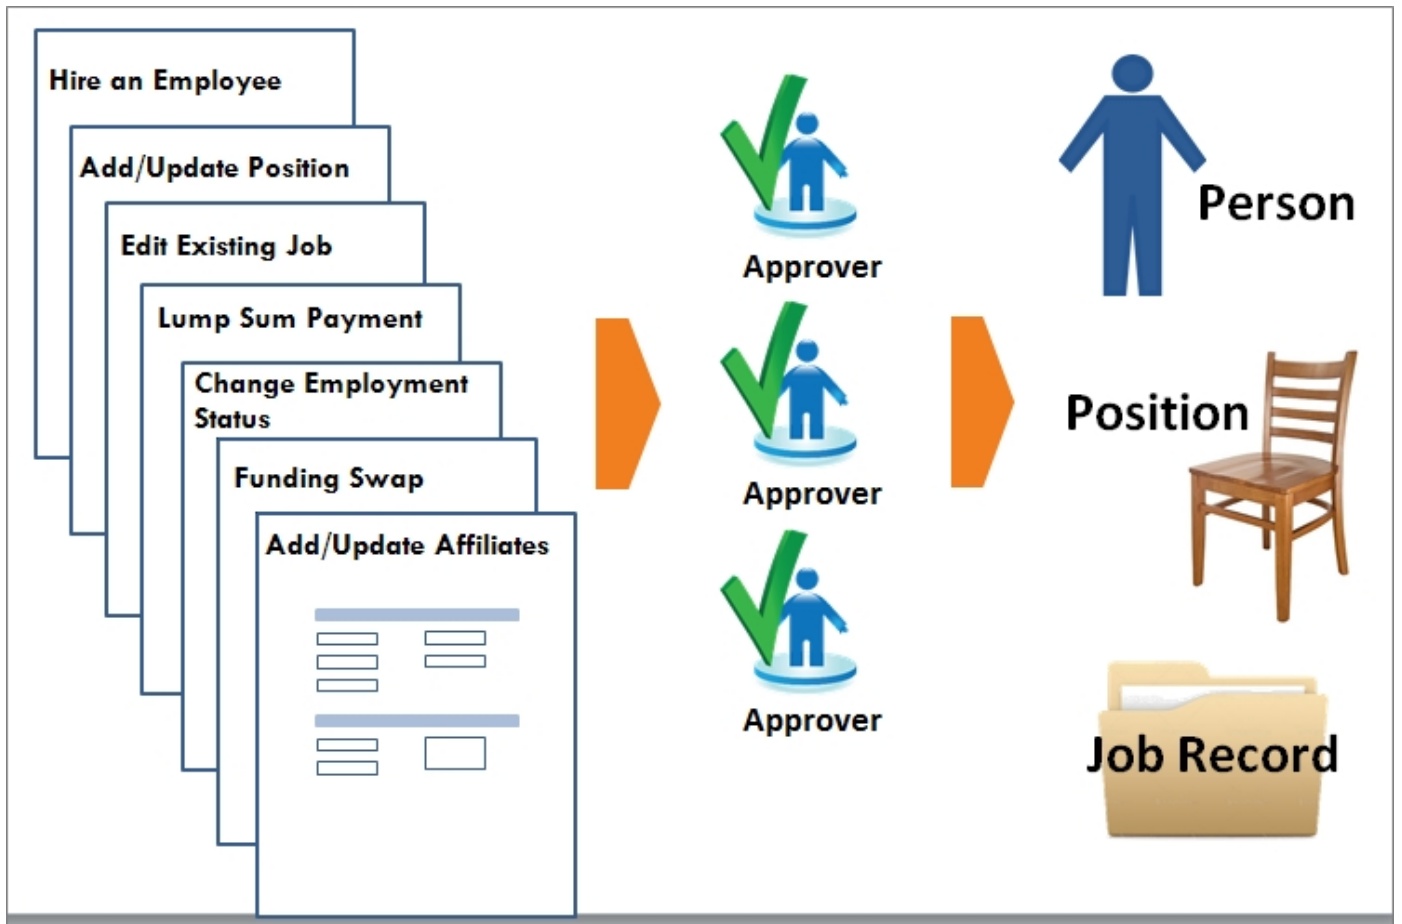 Hire an Employee
Add/Update Position
Edit Existing Job
Lump Sum Payment
Change Employment
Status
Funding Swap
Add/Update Affiliates
Approver
Approver
Approver
Person
Position
Job Record